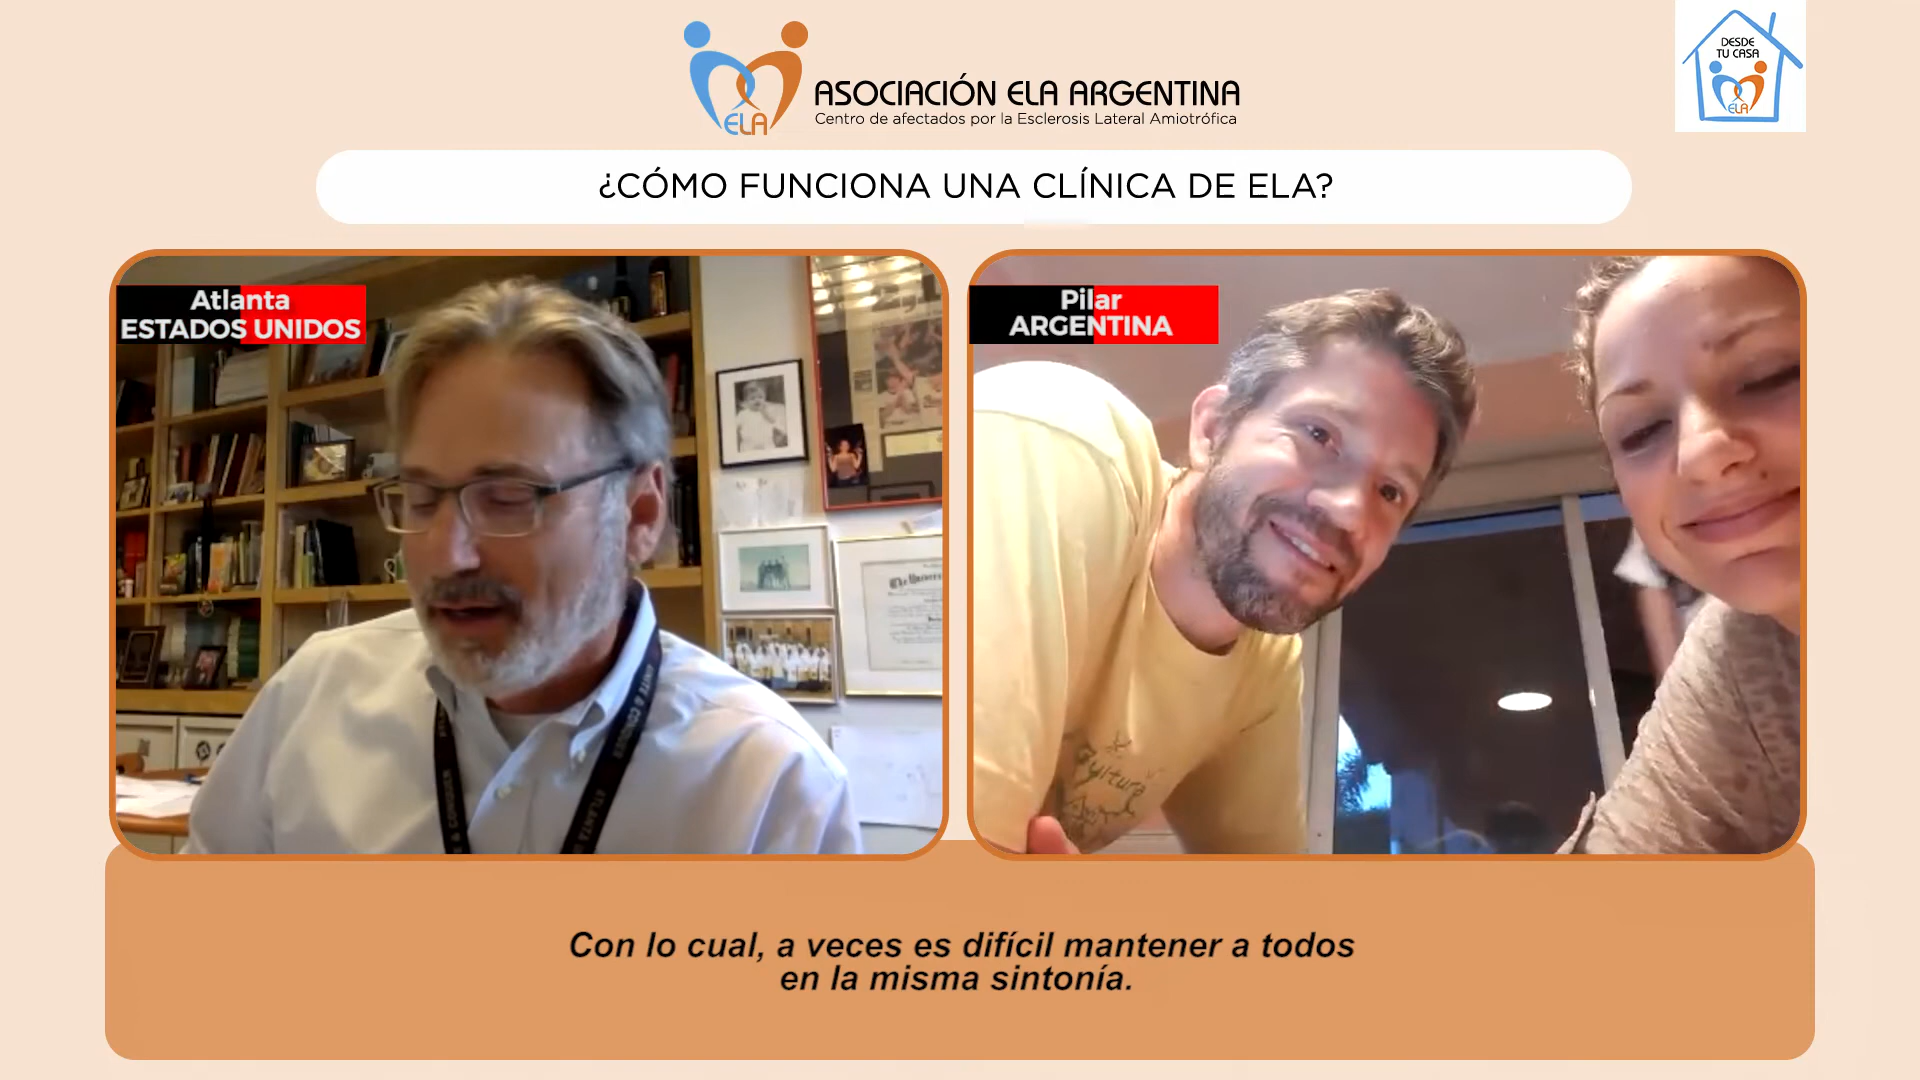 ASOCIACIÓN ELA ARGENTINA
Centro de afectados por la Esclerosis Lateral Amiotrófica
ELA
DESDE
TU CASA
ELA
¿CÓMO FUNCIONA UNA CLÍNICA DE ELA?
Atlanta
ESTADOS UNIDOS
Pilar
ARGENTINA
Con lo cual, a veces es difícil mantener a todos
en la misma sintonía.